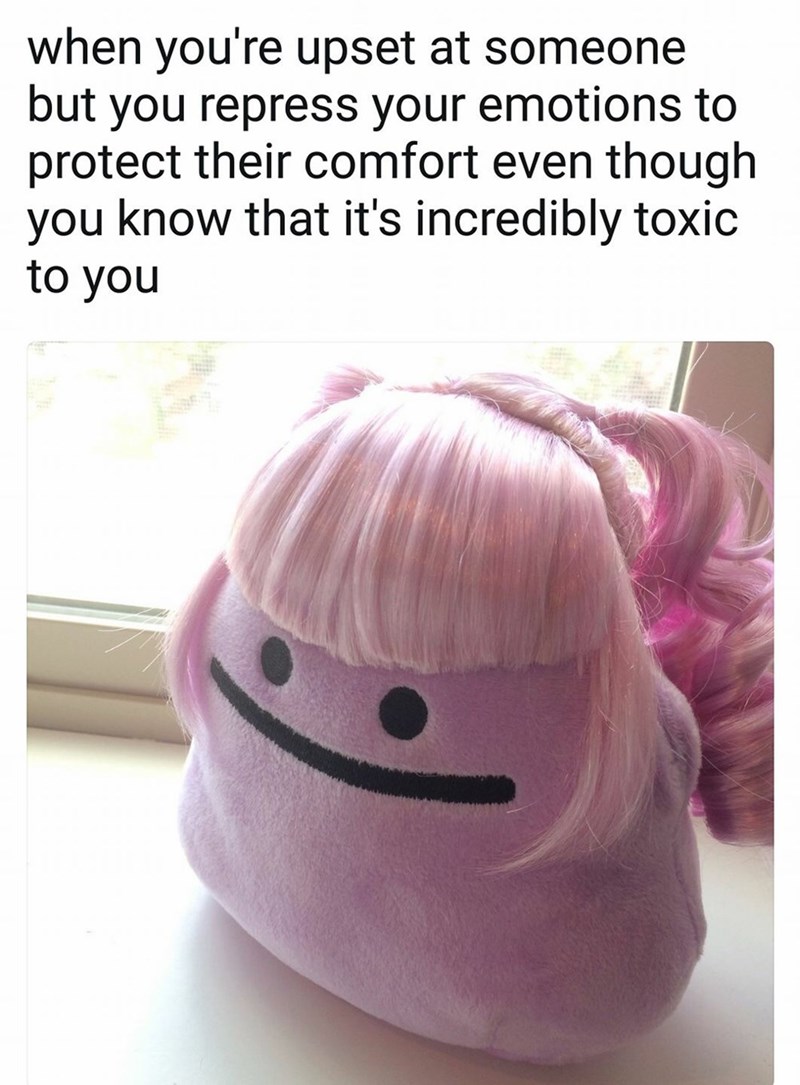 when you're upset at someone
but you repress your emotions to
protect their comfort even though
you know that it's incredibly toxic
to you